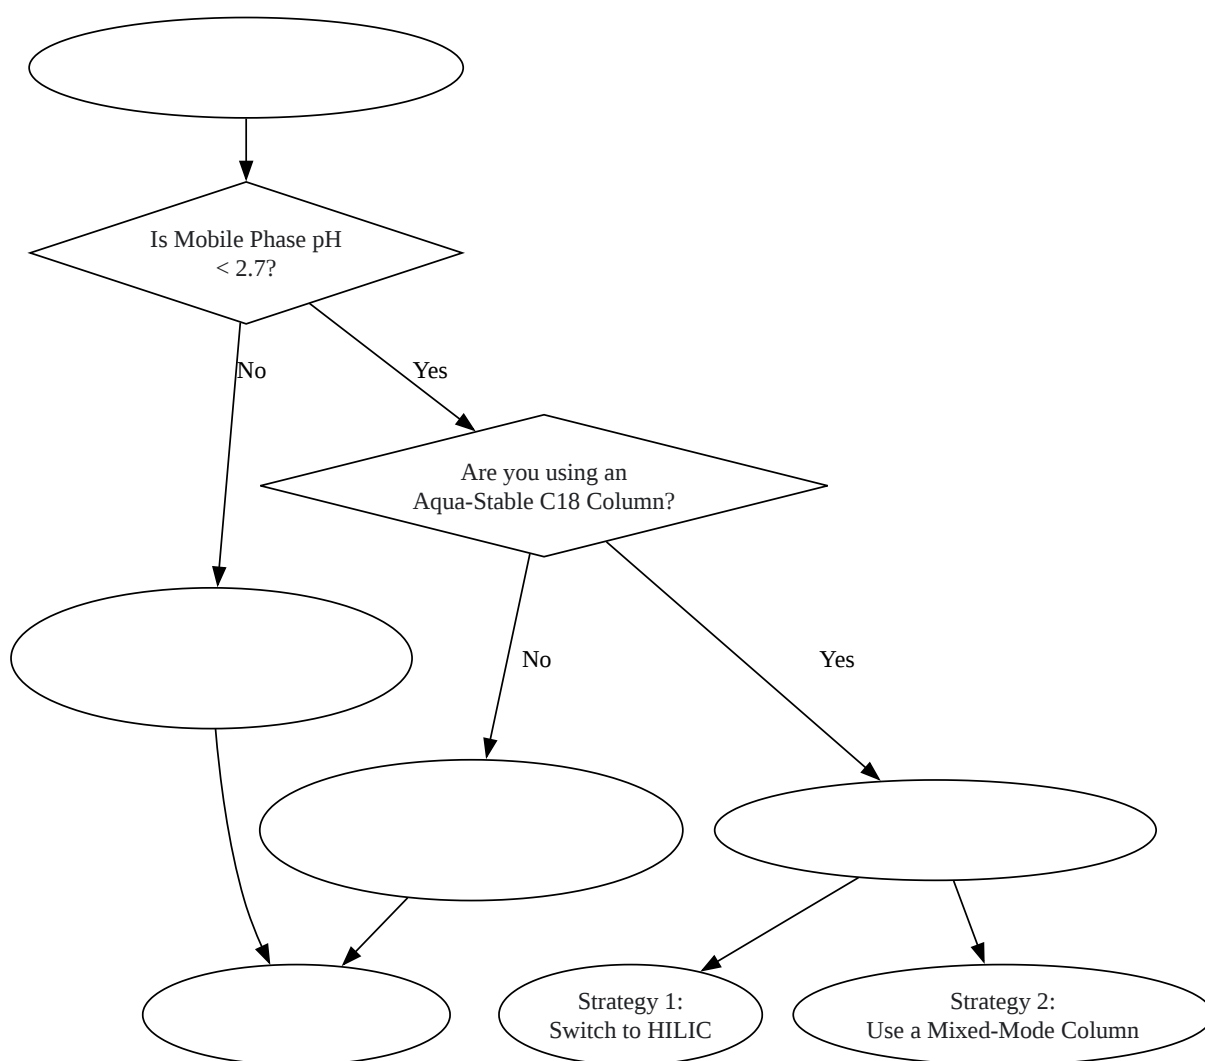 Is Mobile Phase pH
< 2.7?
No
Yes
Are you using an
Aqua-Stable C18 Column?
No
Yes
Strategy 1:
Switch to HILIC
Strategy 2:
Use a Mixed-Mode Column